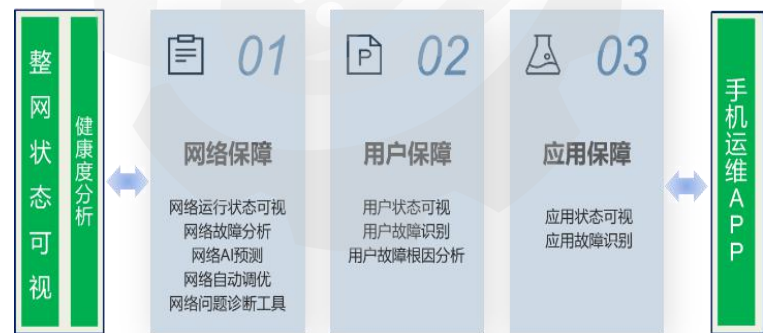 整网状态可视
健康度分析
01
网络保障
网络运行状态可视
网络故障分析
网络AI预测
网络自动调优
网络问题诊断工具
P
02
用户保障
用户状态可视
用户故障识别
用户故障根因分析
03
应用保障
应用状态可视
应用故障识别
手机运维APP